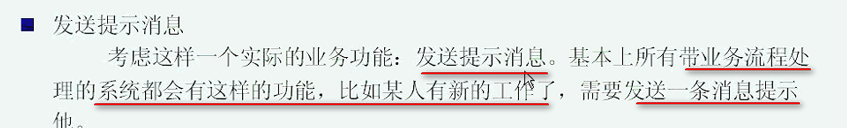 发送提示消息
考虑这样一个实际的业务功能：发送提示消息。基本上所有带业务流程处
理的系统都会有这样的功能，比如某人有新的工作了，需要发送一条消息提示
他。